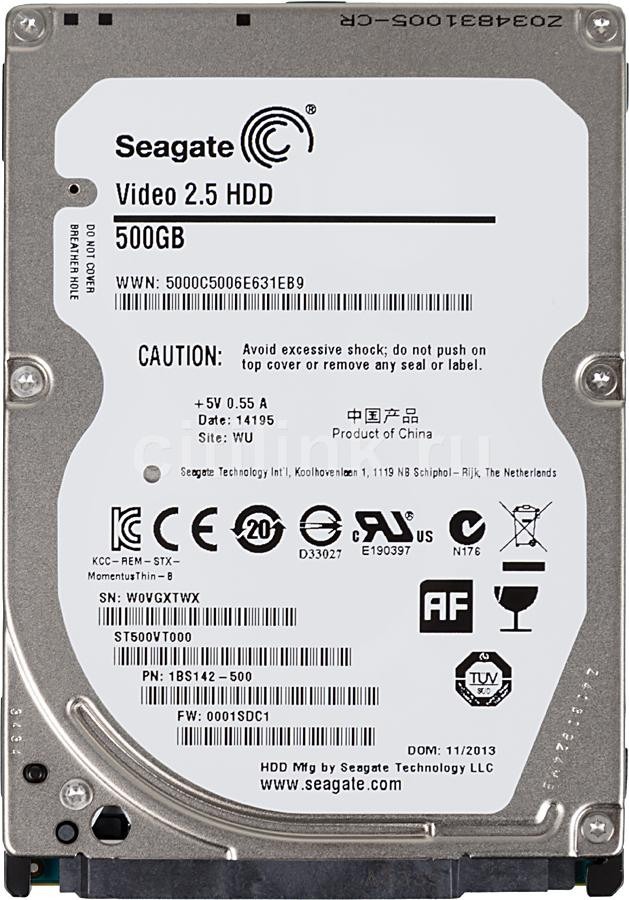 Z034831005-CR
Seagate®
Video 2.5 HDD
500GB
DO NOT COVER
BREATHER HOLE
WWN: 5000C5006E631EB9
CAUTION: Avoid excessive shock; do not push on
top cover or remove any seal or label.
+5V 0.55 A
Date: 14195
Site: WU
中国产品
Product of China
Seagate Technology Int'l, Koolhovenlaan 1, 1119 NB Schiphol-Rijk, The Netherlands
20
D33027
c RU ® US
E190397
N176
KCC-REM-STX-
MomentusThin-B
SN: W0VGXTWX
AF
ST500VT000
PN: 1BS142-500
TUV
FW: 0001SDC1
DOM: 11/2013
HDD Mfg by Seagate Technology LLC
www.seagate.com